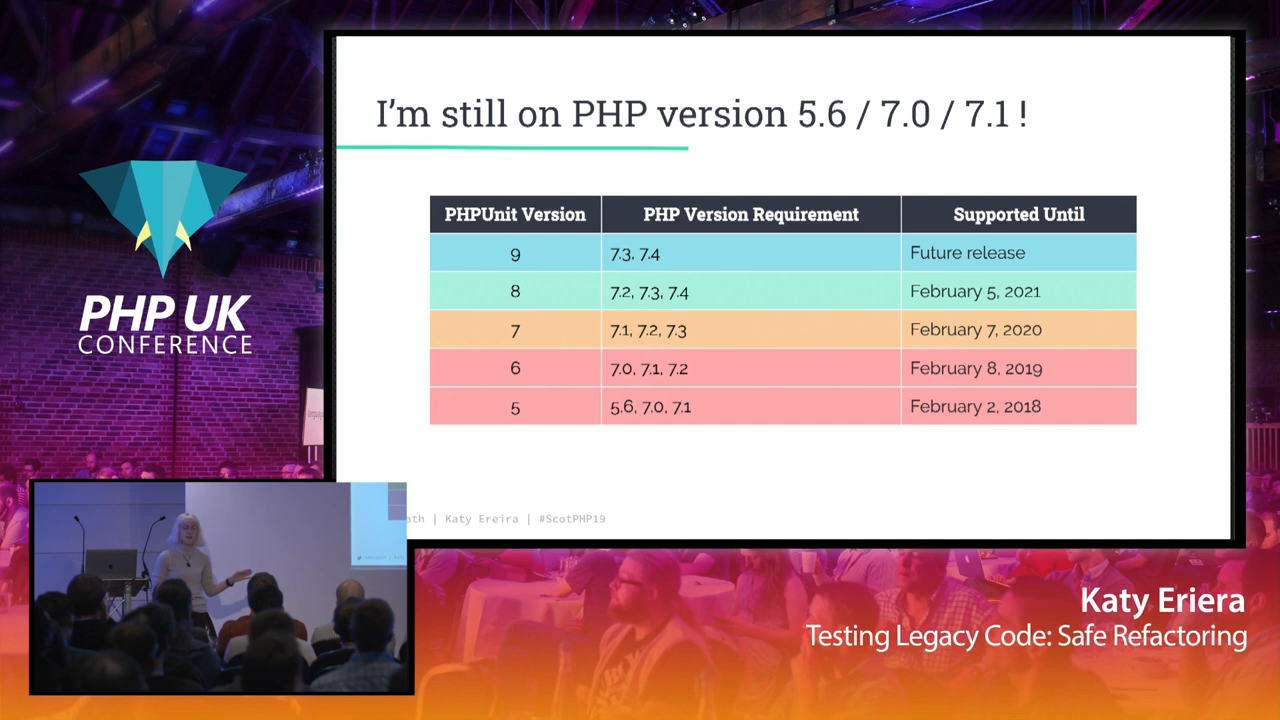 I'm still on PHP version 5.6 / 7.0 / 7.1 !
PHPUnit Version PHP Version Requirement Supported Until
9 7.3, 7.4 Future release
8 7.2, 7.3, 7.4 February 5, 2021
7 7.1, 7.2, 7.3 February 7, 2020
6 7.0, 7.1, 7.2 February 8, 2019
5 5.6, 7.0, 7.1 February 2, 2018
ath | Katy Ereira | #ScotPHP19
PHP UK
CONFERENCE
Katy Eriera
Testing Legacy Code: Safe Refactoring